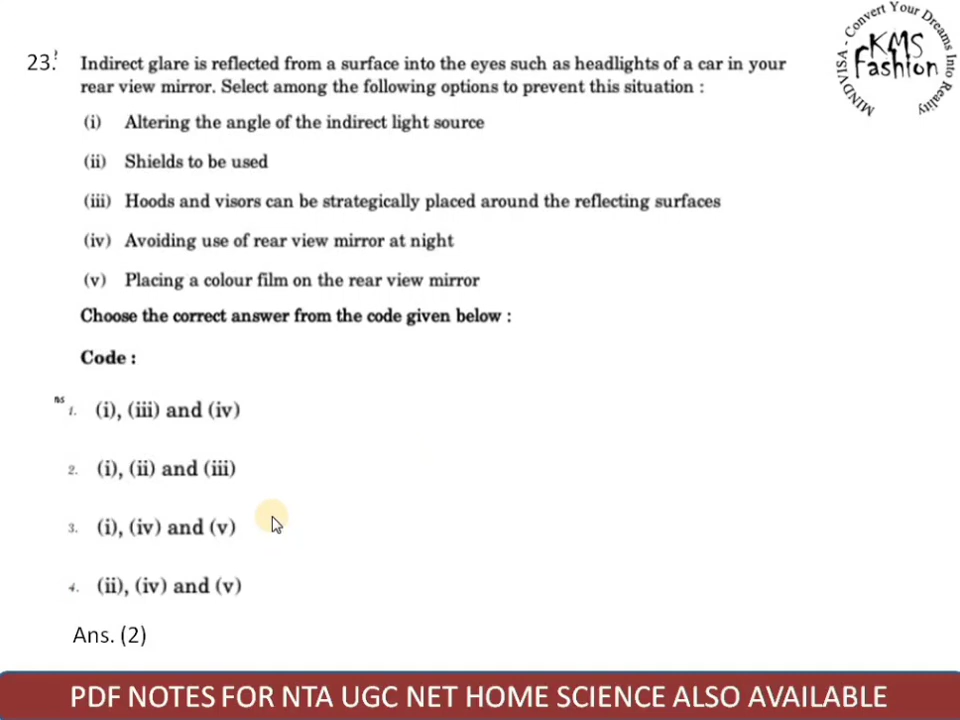 23.'
Indirect glare is reflected from a surface into the eyes such as headlights of a car in your
rear view mirror. Select among the following options to prevent this situation :
(i) Altering the angle of the indirect light source
(ii) Shields to be used
(iii) Hoods and visors can be strategically placed around the reflecting surfaces
(iv) Avoiding use of rear view mirror at night
(v) Placing a colour film on the rear view mirror
Choose the correct answer from the code given below :
Code :
ns
1. (i), (iii) and (iv)
2. (i), (ii) and (iii)
3. (i), (iv) and (v)
4. (ii), (iv) and (v)
Ans. (2)
MINDVISA - Convert Your Dreams Into Reality
KMS
Fashion
PDF NOTES FOR NTA UGC NET HOME SCIENCE ALSO AVAILABLE